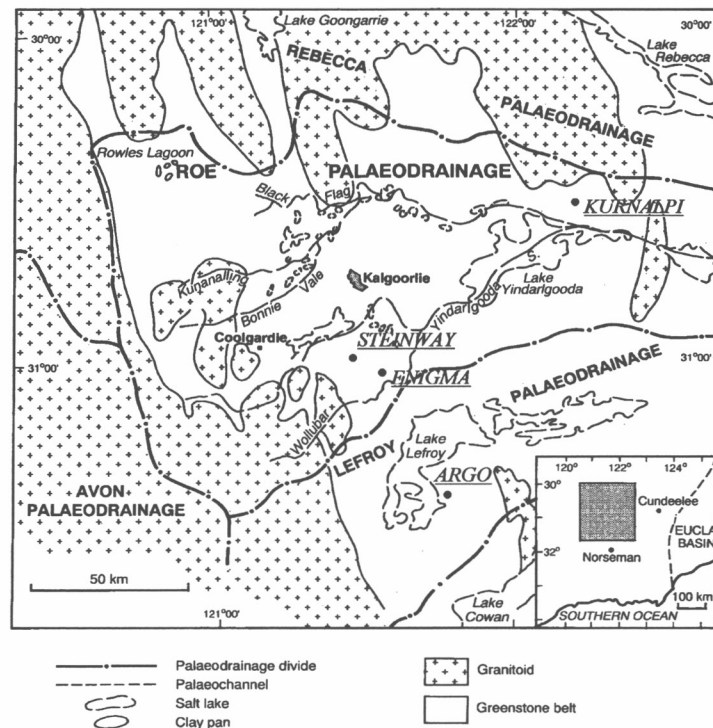 121°00'
122°00'
30°00'
30°00'
Lake Goongarrie
REBECCA
Lake Rebecca
PALAEODRAINAGE
Rowles Lagoon
ROE
PALAEODRAINAGE
Black
Flag
KURNALPI
Kunanalling
Kalgoorlie
Bonnie
Vale
Yindarlgooda
S.
Lake
Yindarlgooda
Coolgardie
STEINWAY
31°00'
31°00'
ENIGMA
PALAEODRAINAGE
Wollubar
LEFROY
Lake
Lefroy
ARGO
AVON
PALAEODRAINAGE
50 km
121°00'
Lake
Cowan
120°
122°
124°
30°
Cundeelee
32°
EUCLA
BASIN
Norseman
100 km
SOUTHERN OCEAN
Palaeodrainage divide
Palaeochannel
Salt lake
Clay pan
Granitoid
Greenstone belt